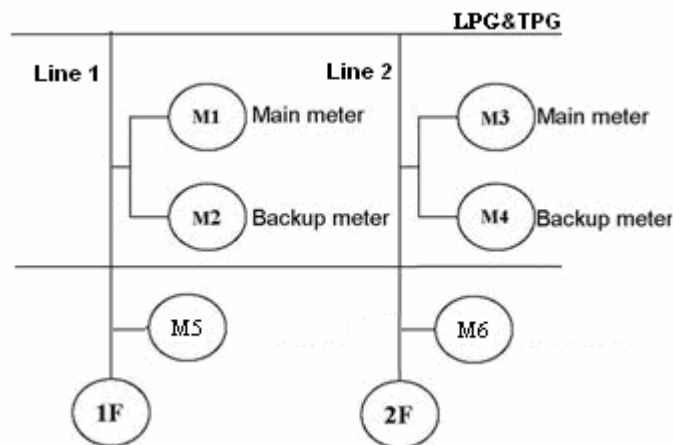 LPG&TPG
Line 1
Line 2
M1 Main meter
M3 Main meter
M2 Backup meter
M4 Backup meter
M5
M6
1F
2F